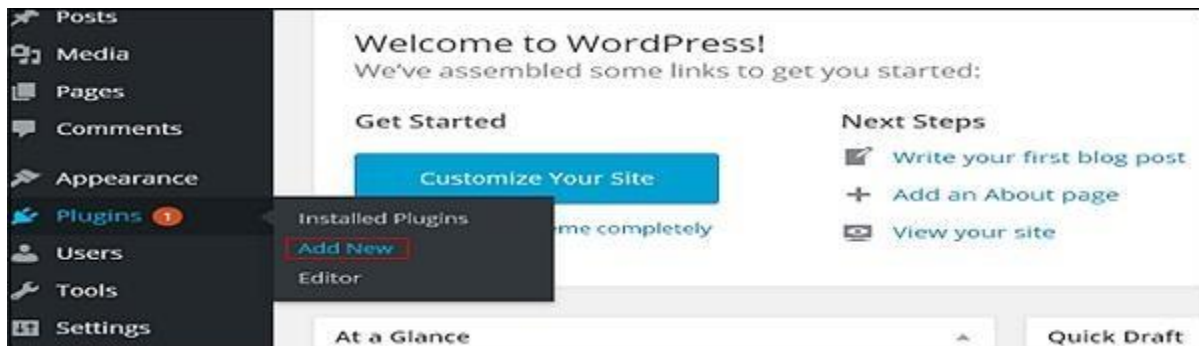 Posts
Media
Pages
Comments
Appearance
Plugins 1
Users
Tools
Settings
Installed Plugins
Add New
Editor
Welcome to WordPress!
We've assembled some links to get you started:
Get Started
Customize Your Site
me completely
Next Steps
Write your first blog post
Add an About page
View your site
At a Glance
Quick Draft